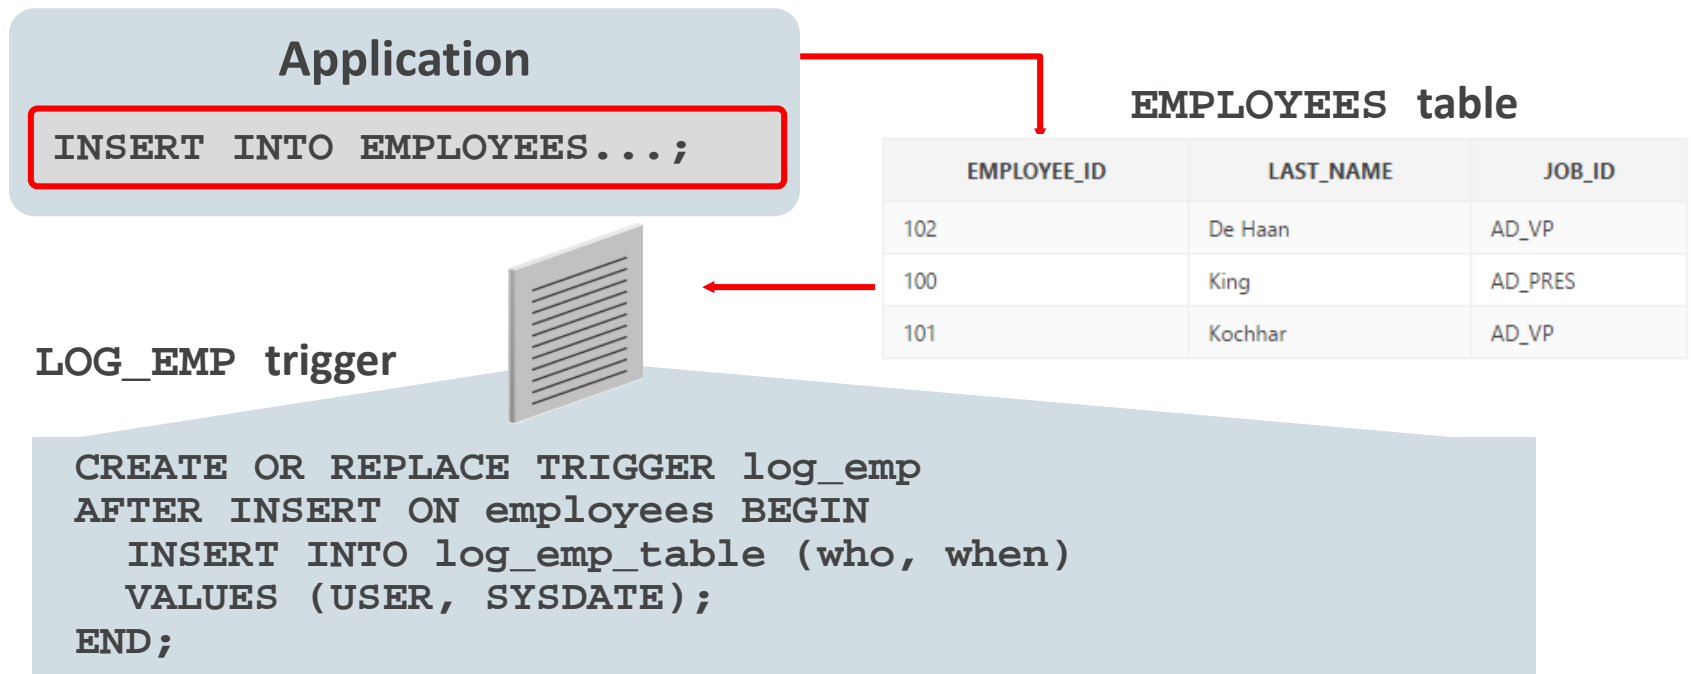 Application
INSERT INTO EMPLOYEES...;
EMPLOYEES table
EMPLOYEE_ID LAST_NAME JOB_ID
102 De Haan AD_VP
100 King AD_PRES
101 Kochhar AD_VP
LOG_EMP trigger
CREATE OR REPLACE TRIGGER log_emp
AFTER INSERT ON employees BEGIN
INSERT INTO log_emp_table (who, when)
VALUES (USER, SYSDATE);
END;